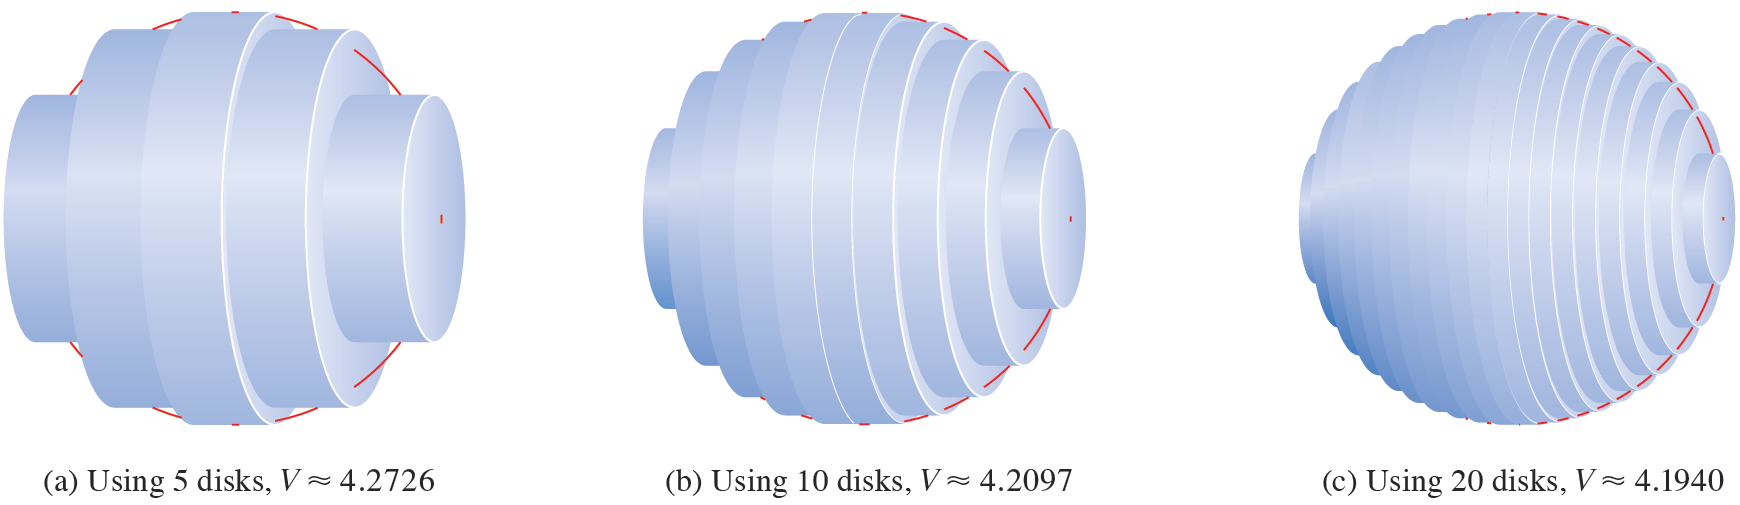 (a) Using 5 disks, V ≈ 4.2726
(b) Using 10 disks, V ≈ 4.2097
(c) Using 20 disks, V ≈ 4.1940